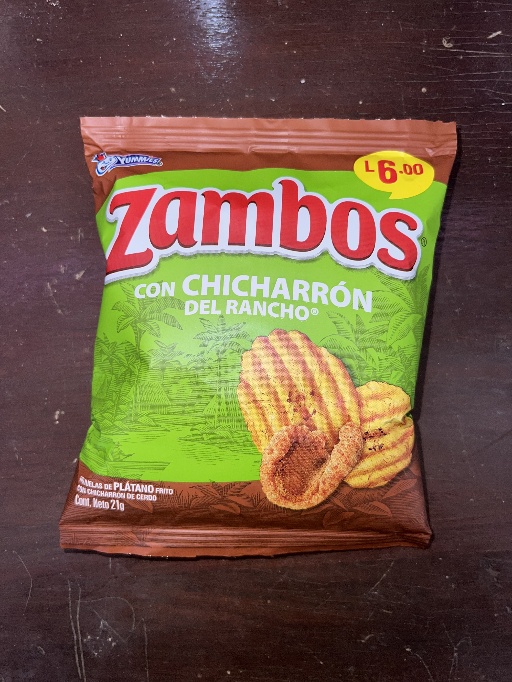 YUMMIES
L 6.00
Zambos®
CON CHICHARRÓN
DEL RANCHO®
DE PLÁTANO FRITO
CON CHICHARRÓN DE CERDO
Cont. Neto 21g